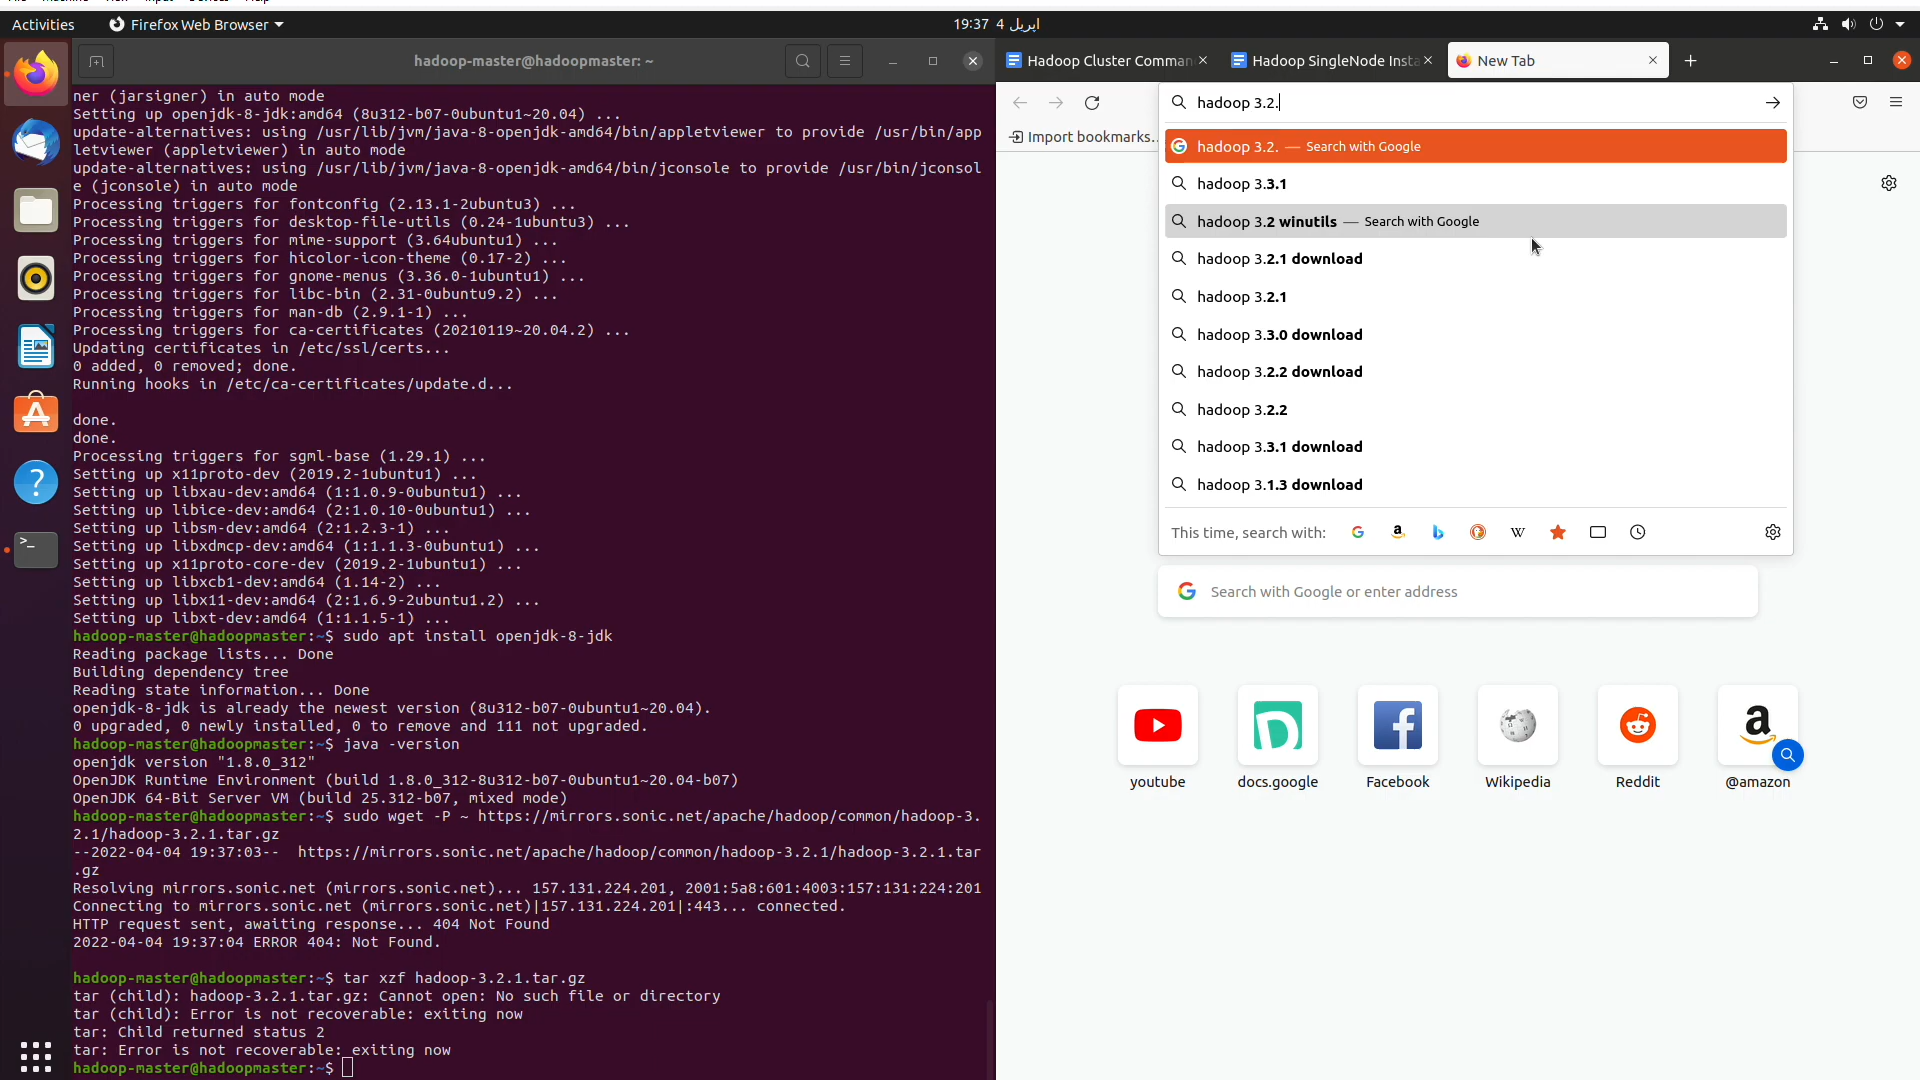 Activities
Firefox Web Browser
19:37 4 اپریل
hadoop-master@hadoopmaster: ~
ner (jarsigner) in auto mode
Setting up openjdk-8-jdk:amd64 (8u312-b07-0ubuntu1~20.04) ...
update-alternatives: using /usr/lib/jvm/java-8-openjdk-amd64/bin/appletviewer to provide /usr/bin/app
letviewer (appletviewer) in auto mode
update-alternatives: using /usr/lib/jvm/java-8-openjdk-amd64/bin/jconsole to provide /usr/bin/jconsol
e (jconsole) in auto mode
Processing triggers for fontconfig (2.13.1-2ubuntu3) ...
Processing triggers for desktop-file-utils (0.24-1ubuntu3) ...
Processing triggers for mime-support (3.64ubuntu1) ...
Processing triggers for hicolor-icon-theme (0.17-2) ...
Processing triggers for gnome-menus (3.36.0-1ubuntu1) ...
Processing triggers for libc-bin (2.31-0ubuntu9.2) ...
Processing triggers for man-db (2.9.1-1) ...
Processing triggers for ca-certificates (20210119~20.04.2) ...
Updating certificates in /etc/ssl/certs...
0 added, 0 removed; done.
Running hooks in /etc/ca-certificates/update.d...
done.
done.
Processing triggers for sgml-base (1.29.1) ...
Setting up x11proto-dev (2019.2-1ubuntu1) ...
Setting up libxau-dev:amd64 (1:1.0.9-0ubuntu1) ...
Setting up libice-dev:amd64 (2:1.0.10-0ubuntu1) ...
Setting up libsm-dev:amd64 (2:1.2.3-1) ...
Setting up libxdmcp-dev:amd64 (1:1.1.3-0ubuntu1) ...
Setting up x11proto-core-dev (2019.2-1ubuntu1) ...
Setting up libxcb1-dev:amd64 (1.14-2) ...
Setting up libx11-dev:amd64 (2:1.6.9-2ubuntu1.2) ...
Setting up libxt-dev:amd64 (1:1.1.5-1) ...
hadoop-master@hadoopmaster:~$ sudo apt install openjdk-8-jdk
Reading package lists... Done
Building dependency tree
Reading state information... Done
openjdk-8-jdk is already the newest version (8u312-b07-0ubuntu1~20.04).
0 upgraded, 0 newly installed, 0 to remove and 111 not upgraded.
hadoop-master@hadoopmaster:~$ java -version
openjdk version "1.8.0_312"
OpenJDK Runtime Environment (build 1.8.0_312-8u312-b07-0ubuntu1~20.04-b07)
OpenJDK 64-Bit Server VM (build 25.312-b07, mixed mode)
hadoop-master@hadoopmaster:~$ sudo wget -P ~ https://mirrors.sonic.net/apache/hadoop/common/hadoop-3.
2.1/hadoop-3.2.1.tar.gz
--2022-04-04 19:37:03--  https://mirrors.sonic.net/apache/hadoop/common/hadoop-3.2.1/hadoop-3.2.1.tar
.gz
Resolving mirrors.sonic.net (mirrors.sonic.net)... 157.131.224.201, 2001:5a8:601:4003:157:131:224:201
Connecting to mirrors.sonic.net (mirrors.sonic.net)|157.131.224.201|:443... connected.
HTTP request sent, awaiting response... 404 Not Found
2022-04-04 19:37:04 ERROR 404: Not Found.
hadoop-master@hadoopmaster:~$ tar xzf hadoop-3.2.1.tar.gz
tar (child): hadoop-3.2.1.tar.gz: Cannot open: No such file or directory
tar (child): Error is not recoverable: exiting now
tar: Child returned status 2
tar: Error is not recoverable: exiting now
hadoop-master@hadoopmaster:~$
Hadoop Cluster Comman
Hadoop SingleNode Insta
New Tab
hadoop 3.2.
Import bookmarks...
hadoop 3.2. — Search with Google
hadoop 3.3.1
hadoop 3.2 winutils — Search with Google
hadoop 3.2.1 download
hadoop 3.2.1
hadoop 3.3.0 download
hadoop 3.2.2 download
hadoop 3.2.2
hadoop 3.3.1 download
hadoop 3.1.3 download
This time, search with:
Search with Google or enter address
youtube
docs.google
Facebook
Wikipedia
Reddit
@amazon